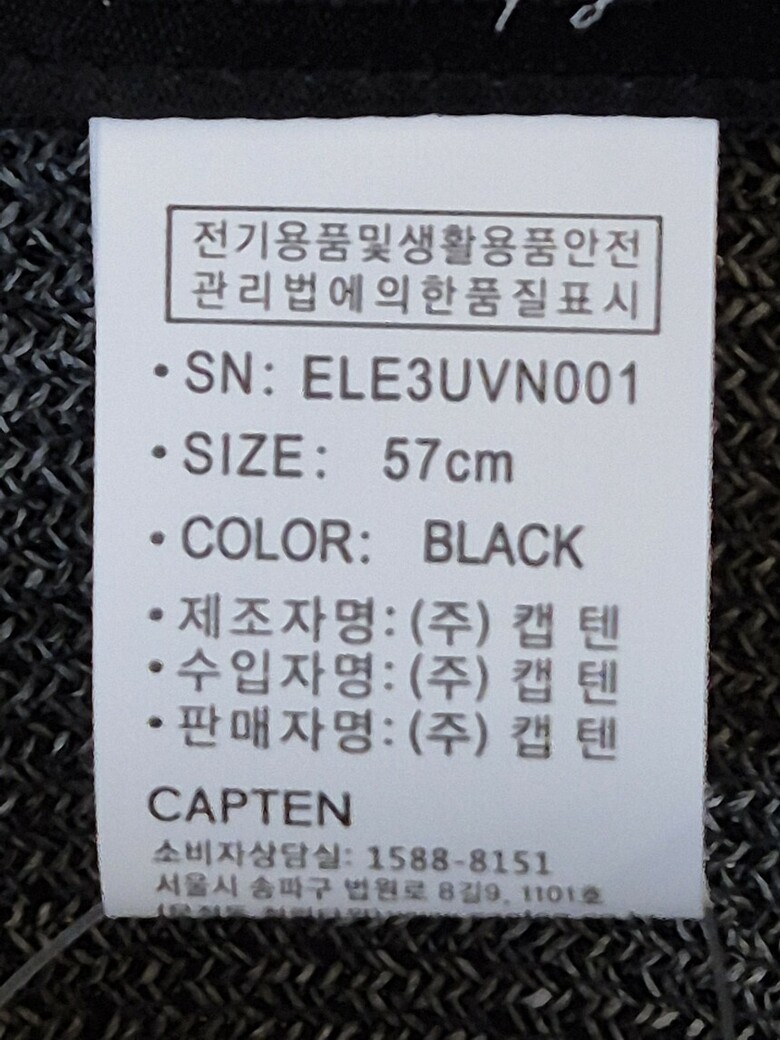 전기용품및생활용품안전
관리법에의한품질표시
• SN: ELE3UVN001
• SIZE: 57cm
• COLOR: BLACK
• 제조자명: (주) 캡 텐
• 수입자명: (주) 캡 텐
• 판매자명: (주) 캡 텐
CAPTEN
소비자상담실: 1588-8151
서울시 송파구 법원로 8길9, 1101호